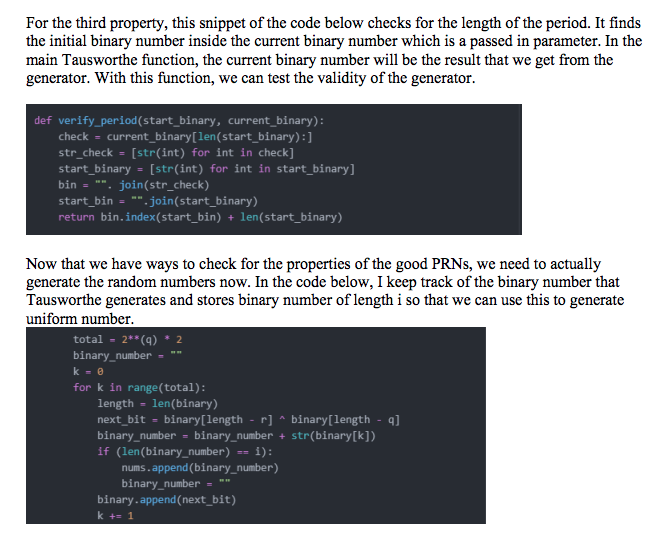 For the third property, this snippet of the code below checks for the length of the period. It finds
the initial binary number inside the current binary number which is a passed in parameter. In the
main Tausworthe function, the current binary number will be the result that we get from the
generator. With this function, we can test the validity of the generator.
def verify_period(start_binary, current_binary):
    check = current_binary[len(start_binary):]
    str_check = [str(int) for int in check]
    start_binary = [str(int) for int in start_binary]
    bin = "". join(str_check)
    start_bin = "".join(start_binary)
    return bin.index(start_bin) + len(start_binary)
Now that we have ways to check for the properties of the good PRNs, we need to actually
generate the random numbers now. In the code below, I keep track of the binary number that
Tausworthe generates and stores binary number of length i so that we can use this to generate
uniform number.
total = 2**(q) * 2
binary_number = ""
k = 0
for k in range(total):
    length = len(binary)
    next_bit = binary[length - r] ^ binary[length - q]
    binary_number = binary_number + str(binary[k])
    if (len(binary_number) == i):
        nums.append(binary_number)
        binary_number = ""
    binary.append(next_bit)
    k += 1